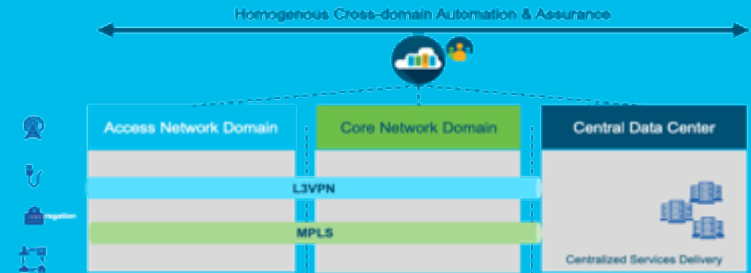 Homogenous Cross-domain Automation & Assurance
Access Network Domain
Core Network Domain
Central Data Center
L3VPN
regation
MPLS
Centralized Services Delivery